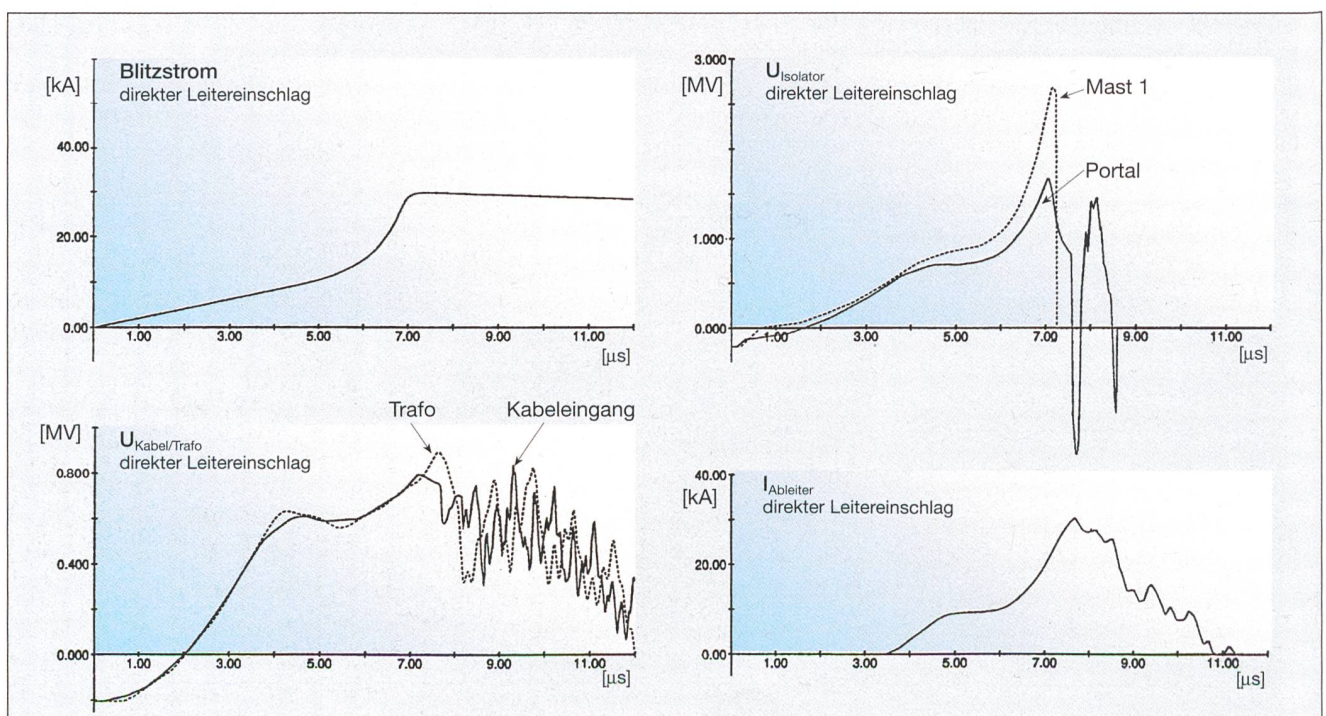 [kA]
Blitzstrom
direkter Leitereinschlag
40.00
20.00
0.00
1.00 3.00 5.00 7.00 9.00 11.00
[µs]
3.000
[MV]
U Isolator
direkter Leitereinschlag
Mast 1
Portal
1.000
0.000
1.00 3.00 5.00 7.00 9.00 11.00
[µs]
[MV]
U Kabel/Trafo
direkter Leitereinschlag
Trafo Kabeleingang
0.800
0.400
0.000
1.00 3.00 5.00 7.00 9.00 11.00
[µs]
40.00
[kA]
I Ableiter
direkter Leitereinschlag
20.00
0.00
1.00 3.00 5.00 7.00 9.00 11.00
[µs]